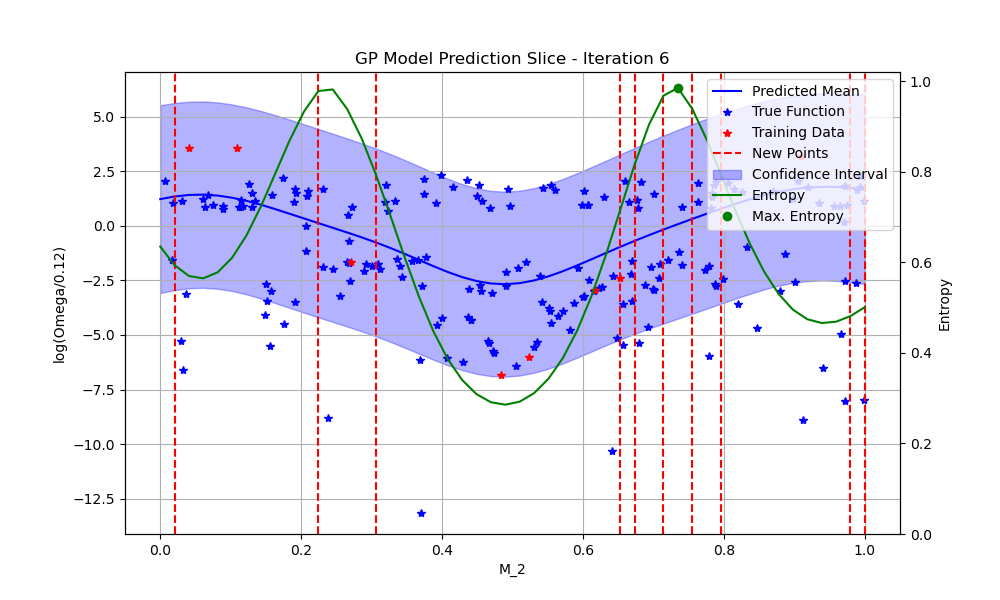 GP Model Prediction Slice - Iteration 6
Predicted Mean
True Function
Training Data
New Points
Confidence Interval
Entropy
Max. Entropy
log(Omega/0.12)
5.0
2.5
0.0
−2.5
−5.0
−7.5
−10.0
−12.5
1.0
0.8
0.6
0.4
0.2
0.0
Entropy
0.0 0.2 0.4 0.6 0.8 1.0
M_2